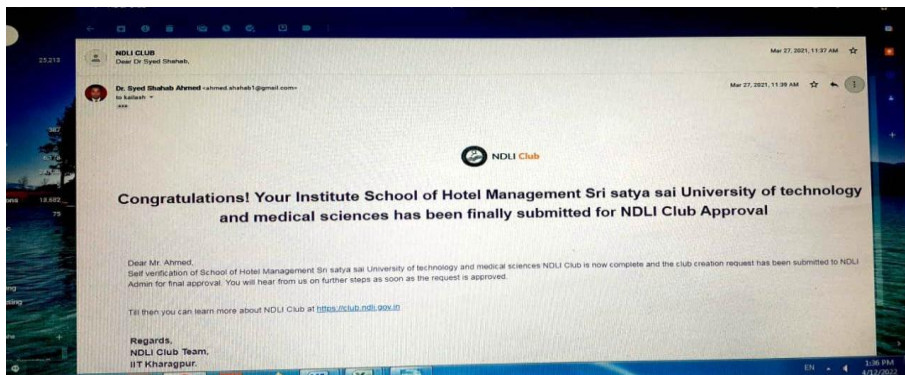 NDLI CLUB
Dear Dr Syed Shahab,
Mar 27, 2021, 11:37 AM
25,213
Dr. Syed Shahab Ahmed <ahmed.shahab1@gmail.com>
to kailash
Mar 27, 2021, 11:39 AM
387
NDLI Club
Congratulations! Your Institute School of Hotel Management Sri satya sai University of technology
and medical sciences has been finally submitted for NDLI Club Approval
18,682
75
Dear Mr. Ahmed,
Self verification of School of Hotel Management Sri satya sai University of technology and medical sciences NDLI Club is now complete and the club creation request has been submitted to NDLI
Admin for final approval. You will hear from us on further steps as soon as the request is approved.
Till then you can learn more about NDLI Club at https://club.ndli.gov.in
Regards,
NDLI Club Team,
IIT Kharagpur.
EN
1:36 PM
4/12/2022